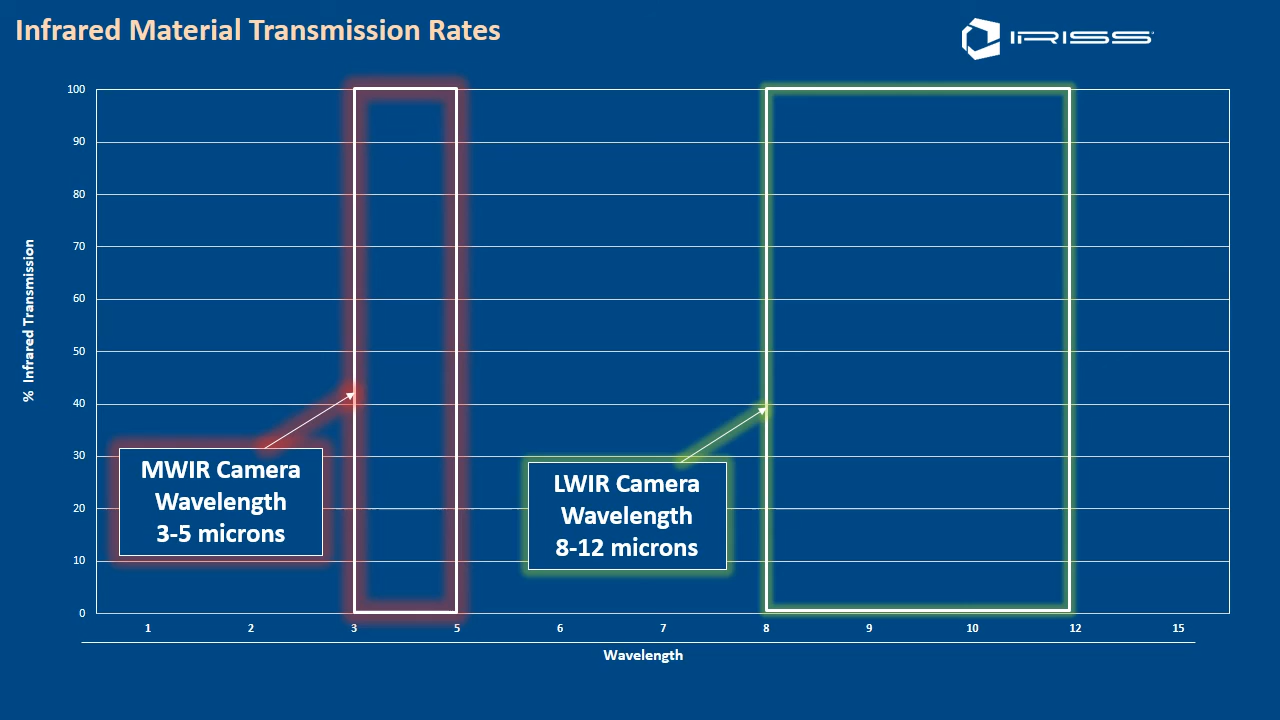 Infrared Material Transmission Rates
IRISS
100
90
80
70
60
50
40
30
20
10
0
% Infrared Transmission
MWIR Camera
Wavelength
3-5 microns
LWIR Camera
Wavelength
8-12 microns
1 2 3 5 6 7 8 9 10 12 15
Wavelength